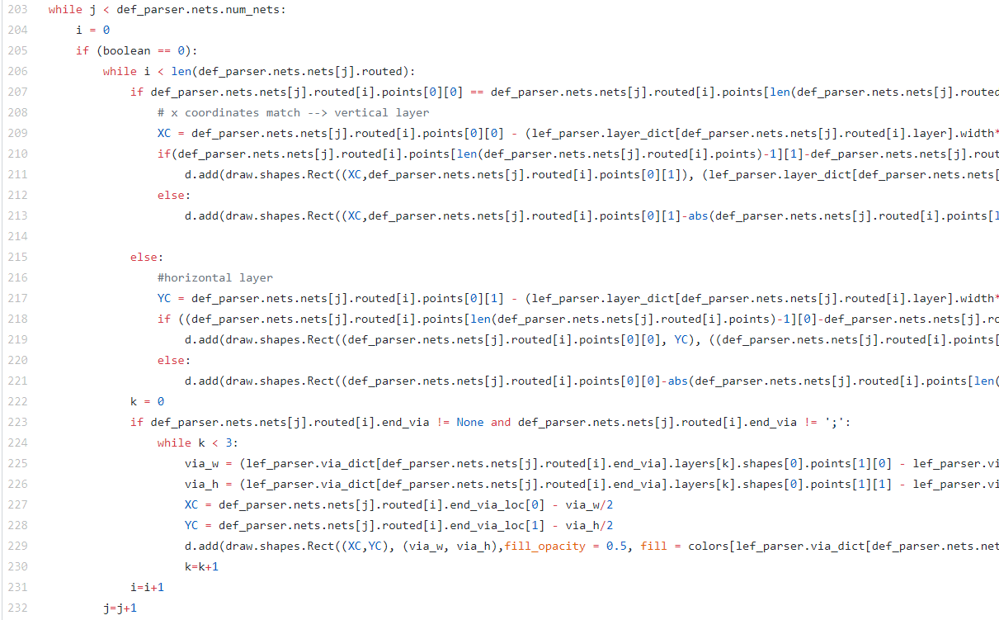 203 while j < def_parser.nets.num_nets:
204 i = 0
205 if (boolean == 0):
206 while i < len(def_parser.nets.nets[j].routed):
207 if def_parser.nets.nets[j].routed[i].points[0][0] == def_parser.nets.nets[j].routed[i].points[len(def_parser.nets.nets[j].routed
208 # x coordinates match --> vertical layer
209 XC = def_parser.nets.nets[j].routed[i].points[0][0] - (lef_parser.layer_dict[def_parser.nets.nets[j].routed[i].layer].width*
210 if(def_parser.nets.nets[j].routed[i].points[len(def_parser.nets.nets[j].routed[i].points)-1][1]-def_parser.nets.nets[j].rout
211 d.add(draw.shapes.Rect((XC,def_parser.nets.nets[j].routed[i].points[0][1]), (lef_parser.layer_dict[def_parser.nets.nets[
212 else:
213 d.add(draw.shapes.Rect((XC,def_parser.nets.nets[j].routed[i].points[0][1]-abs(def_parser.nets.nets[j].routed[i].points[l
214
215 else:
216 #horizontal layer
217 YC = def_parser.nets.nets[j].routed[i].points[0][1] - (lef_parser.layer_dict[def_parser.nets.nets[j].routed[i].layer].width*
218 if ((def_parser.nets.nets[j].routed[i].points[len(def_parser.nets.nets[j].routed[i].points)-1][0]-def_parser.nets.nets[j].ro
219 d.add(draw.shapes.Rect((def_parser.nets.nets[j].routed[i].points[0][0], YC), ((def_parser.nets.nets[j].routed[i].points[
220 else:
221 d.add(draw.shapes.Rect((def_parser.nets.nets[j].routed[i].points[0][0]-abs(def_parser.nets.nets[j].routed[i].points[len(
222 k = 0
223 if def_parser.nets.nets[j].routed[i].end_via != None and def_parser.nets.nets[j].routed[i].end_via != ';':
224 while k < 3:
225 via_w = (lef_parser.via_dict[def_parser.nets.nets[j].routed[i].end_via].layers[k].shapes[0].points[1][0] - lef_parser.vi
226 via_h = (lef_parser.via_dict[def_parser.nets.nets[j].routed[i].end_via].layers[k].shapes[0].points[1][1] - lef_parser.vi
227 XC = def_parser.nets.nets[j].routed[i].end_via_loc[0] - via_w/2
228 YC = def_parser.nets.nets[j].routed[i].end_via_loc[1] - via_h/2
229 d.add(draw.shapes.Rect((XC,YC), (via_w, via_h),fill_opacity = 0.5, fill = colors[lef_parser.via_dict[def_parser.nets.net
230 k=k+1
231 i=i+1
232 j=j+1